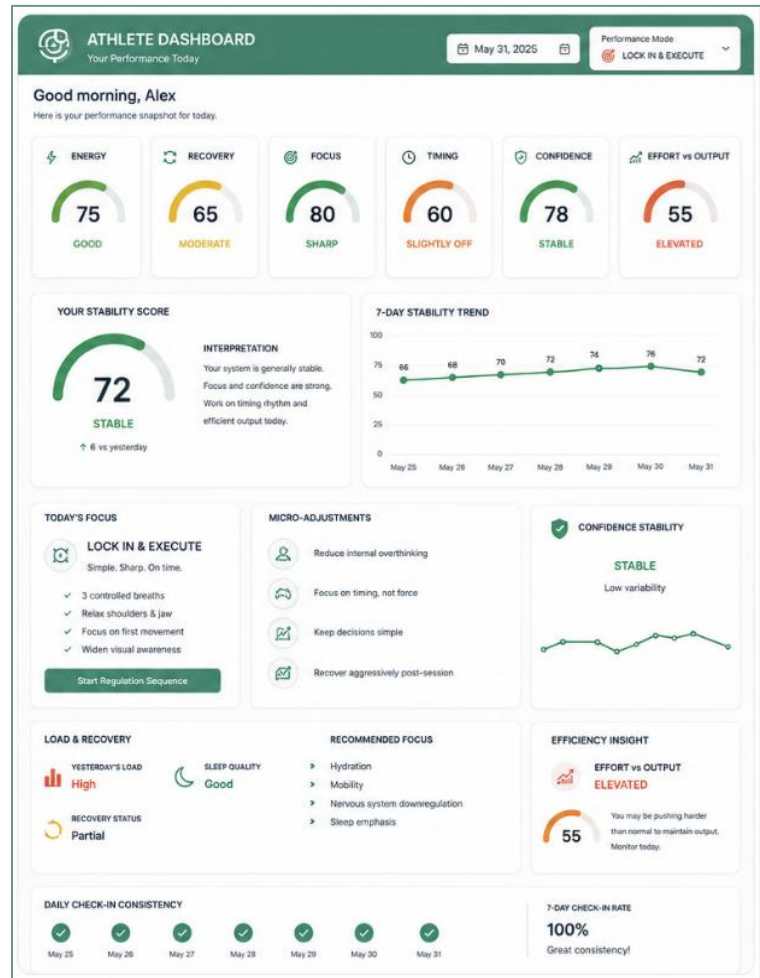 ATHLETE DASHBOARD
Your Performance Today
May 31, 2025
Performance Mode
LOCK IN & EXECUTE
Good morning, Alex
Here is your performance snapshot for today.
ENERGY
75
GOOD
RECOVERY
65
MODERATE
FOCUS
80
SHARP
TIMING
60
SLIGHTLY OFF
CONFIDENCE
78
STABLE
EFFORT vs OUTPUT
55
ELEVATED
YOUR STABILITY SCORE
72
STABLE
↑ 6 vs yesterday
INTERPRETATION
Your system is generally stable.
Focus and confidence are strong.
Work on timing rhythm and
efficient output today.
7-DAY STABILITY TREND
100
75
50
25
0
66
68
70
72
74
76
72
May 25
May 26
May 27
May 28
May 29
May 30
May 31
TODAY'S FOCUS
LOCK IN & EXECUTE
Simple. Sharp. On time.
3 controlled breaths
Relax shoulders & jaw
Focus on first movement
Widen visual awareness
Start Regulation Sequence
MICRO-ADJUSTMENTS
Reduce internal overthinking
Focus on timing, not force
Keep decisions simple
Recover aggressively post-session
CONFIDENCE STABILITY
STABLE
Low variability
LOAD & RECOVERY
YESTERDAY'S LOAD
High
SLEEP QUALITY
Good
RECOVERY STATUS
Partial
RECOMMENDED FOCUS
Hydration
Mobility
Nervous system downregulation
Sleep emphasis
EFFICIENCY INSIGHT
EFFORT vs OUTPUT
ELEVATED
55
You may be pushing harder
than normal to maintain output.
Monitor today.
DAILY CHECK-IN CONSISTENCY
May 25
May 26
May 27
May 28
May 29
May 30
May 31
7-DAY CHECK-IN RATE
100%
Great consistency!